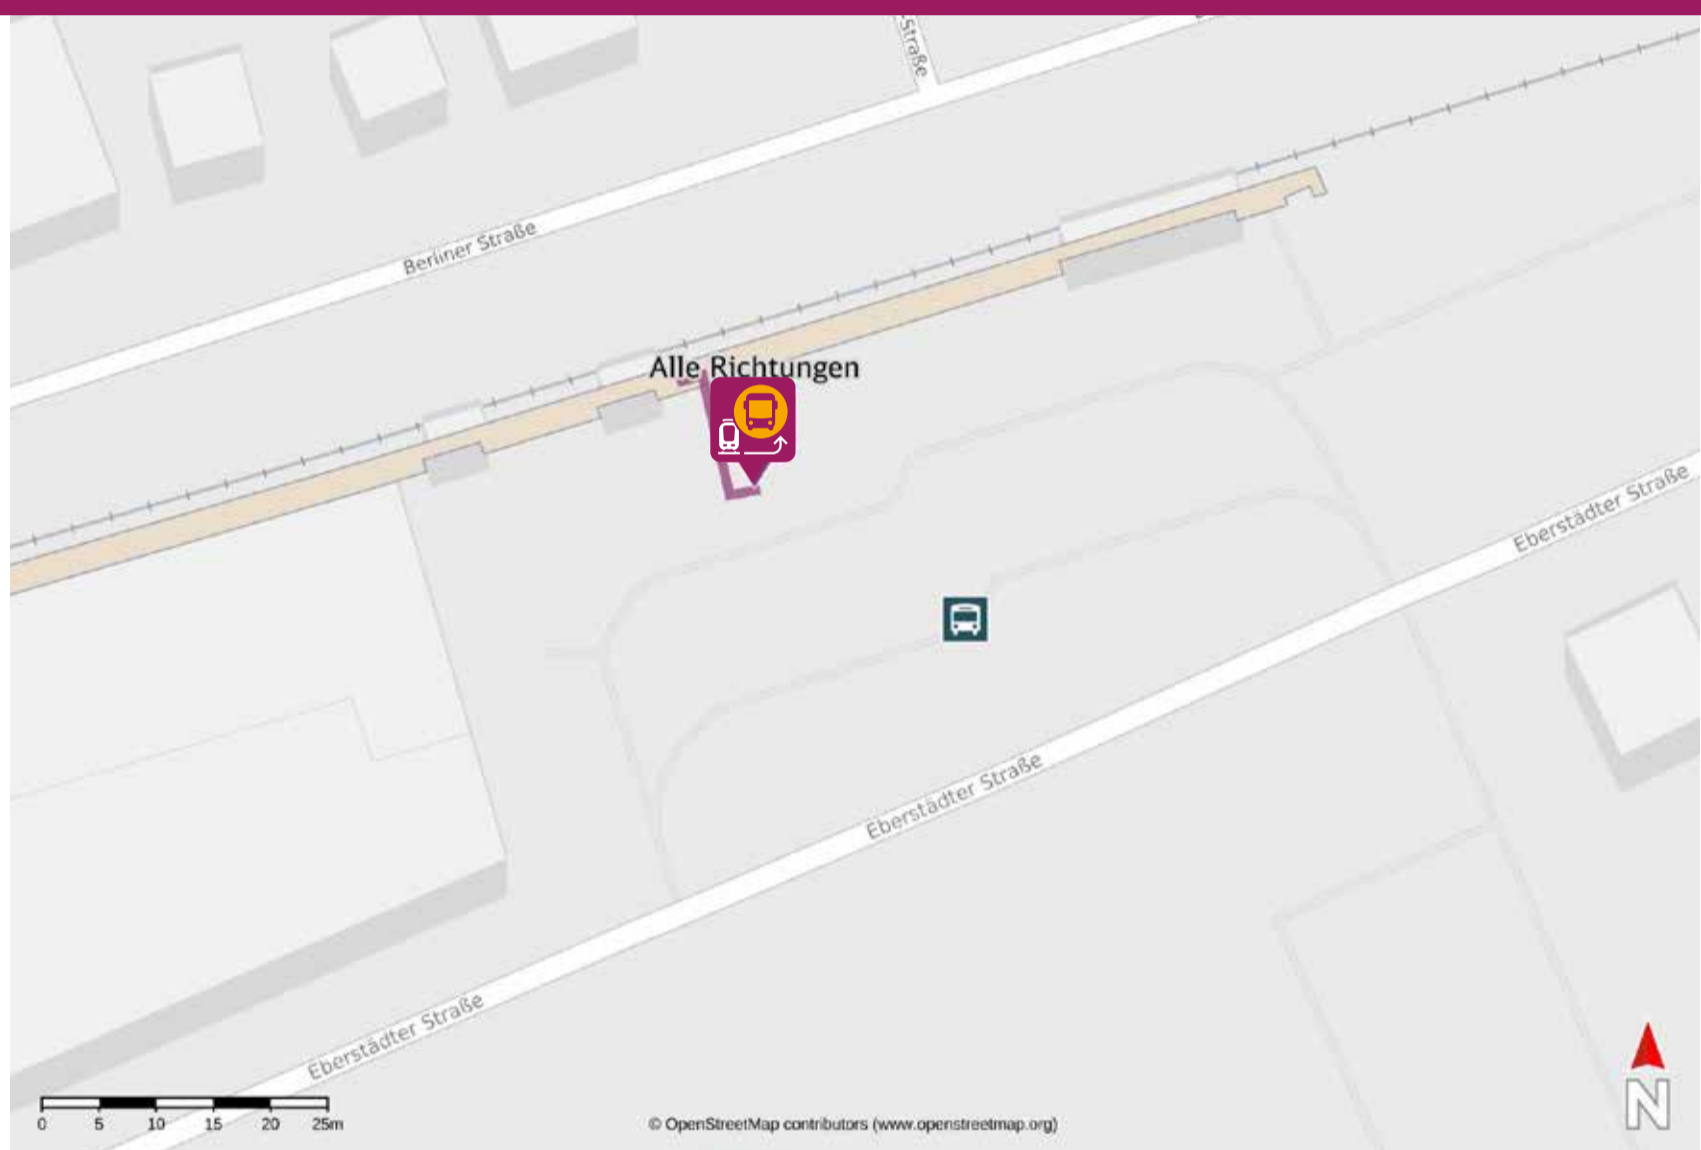 -Straße
Berliner Straße
Alle Richtungen
Eberstädter Straße
Eberstädter Straße
Eberstädter Straße
0 5 10 15 20 25m
© OpenStreetMap contributors (www.openstreetmap.org)
N